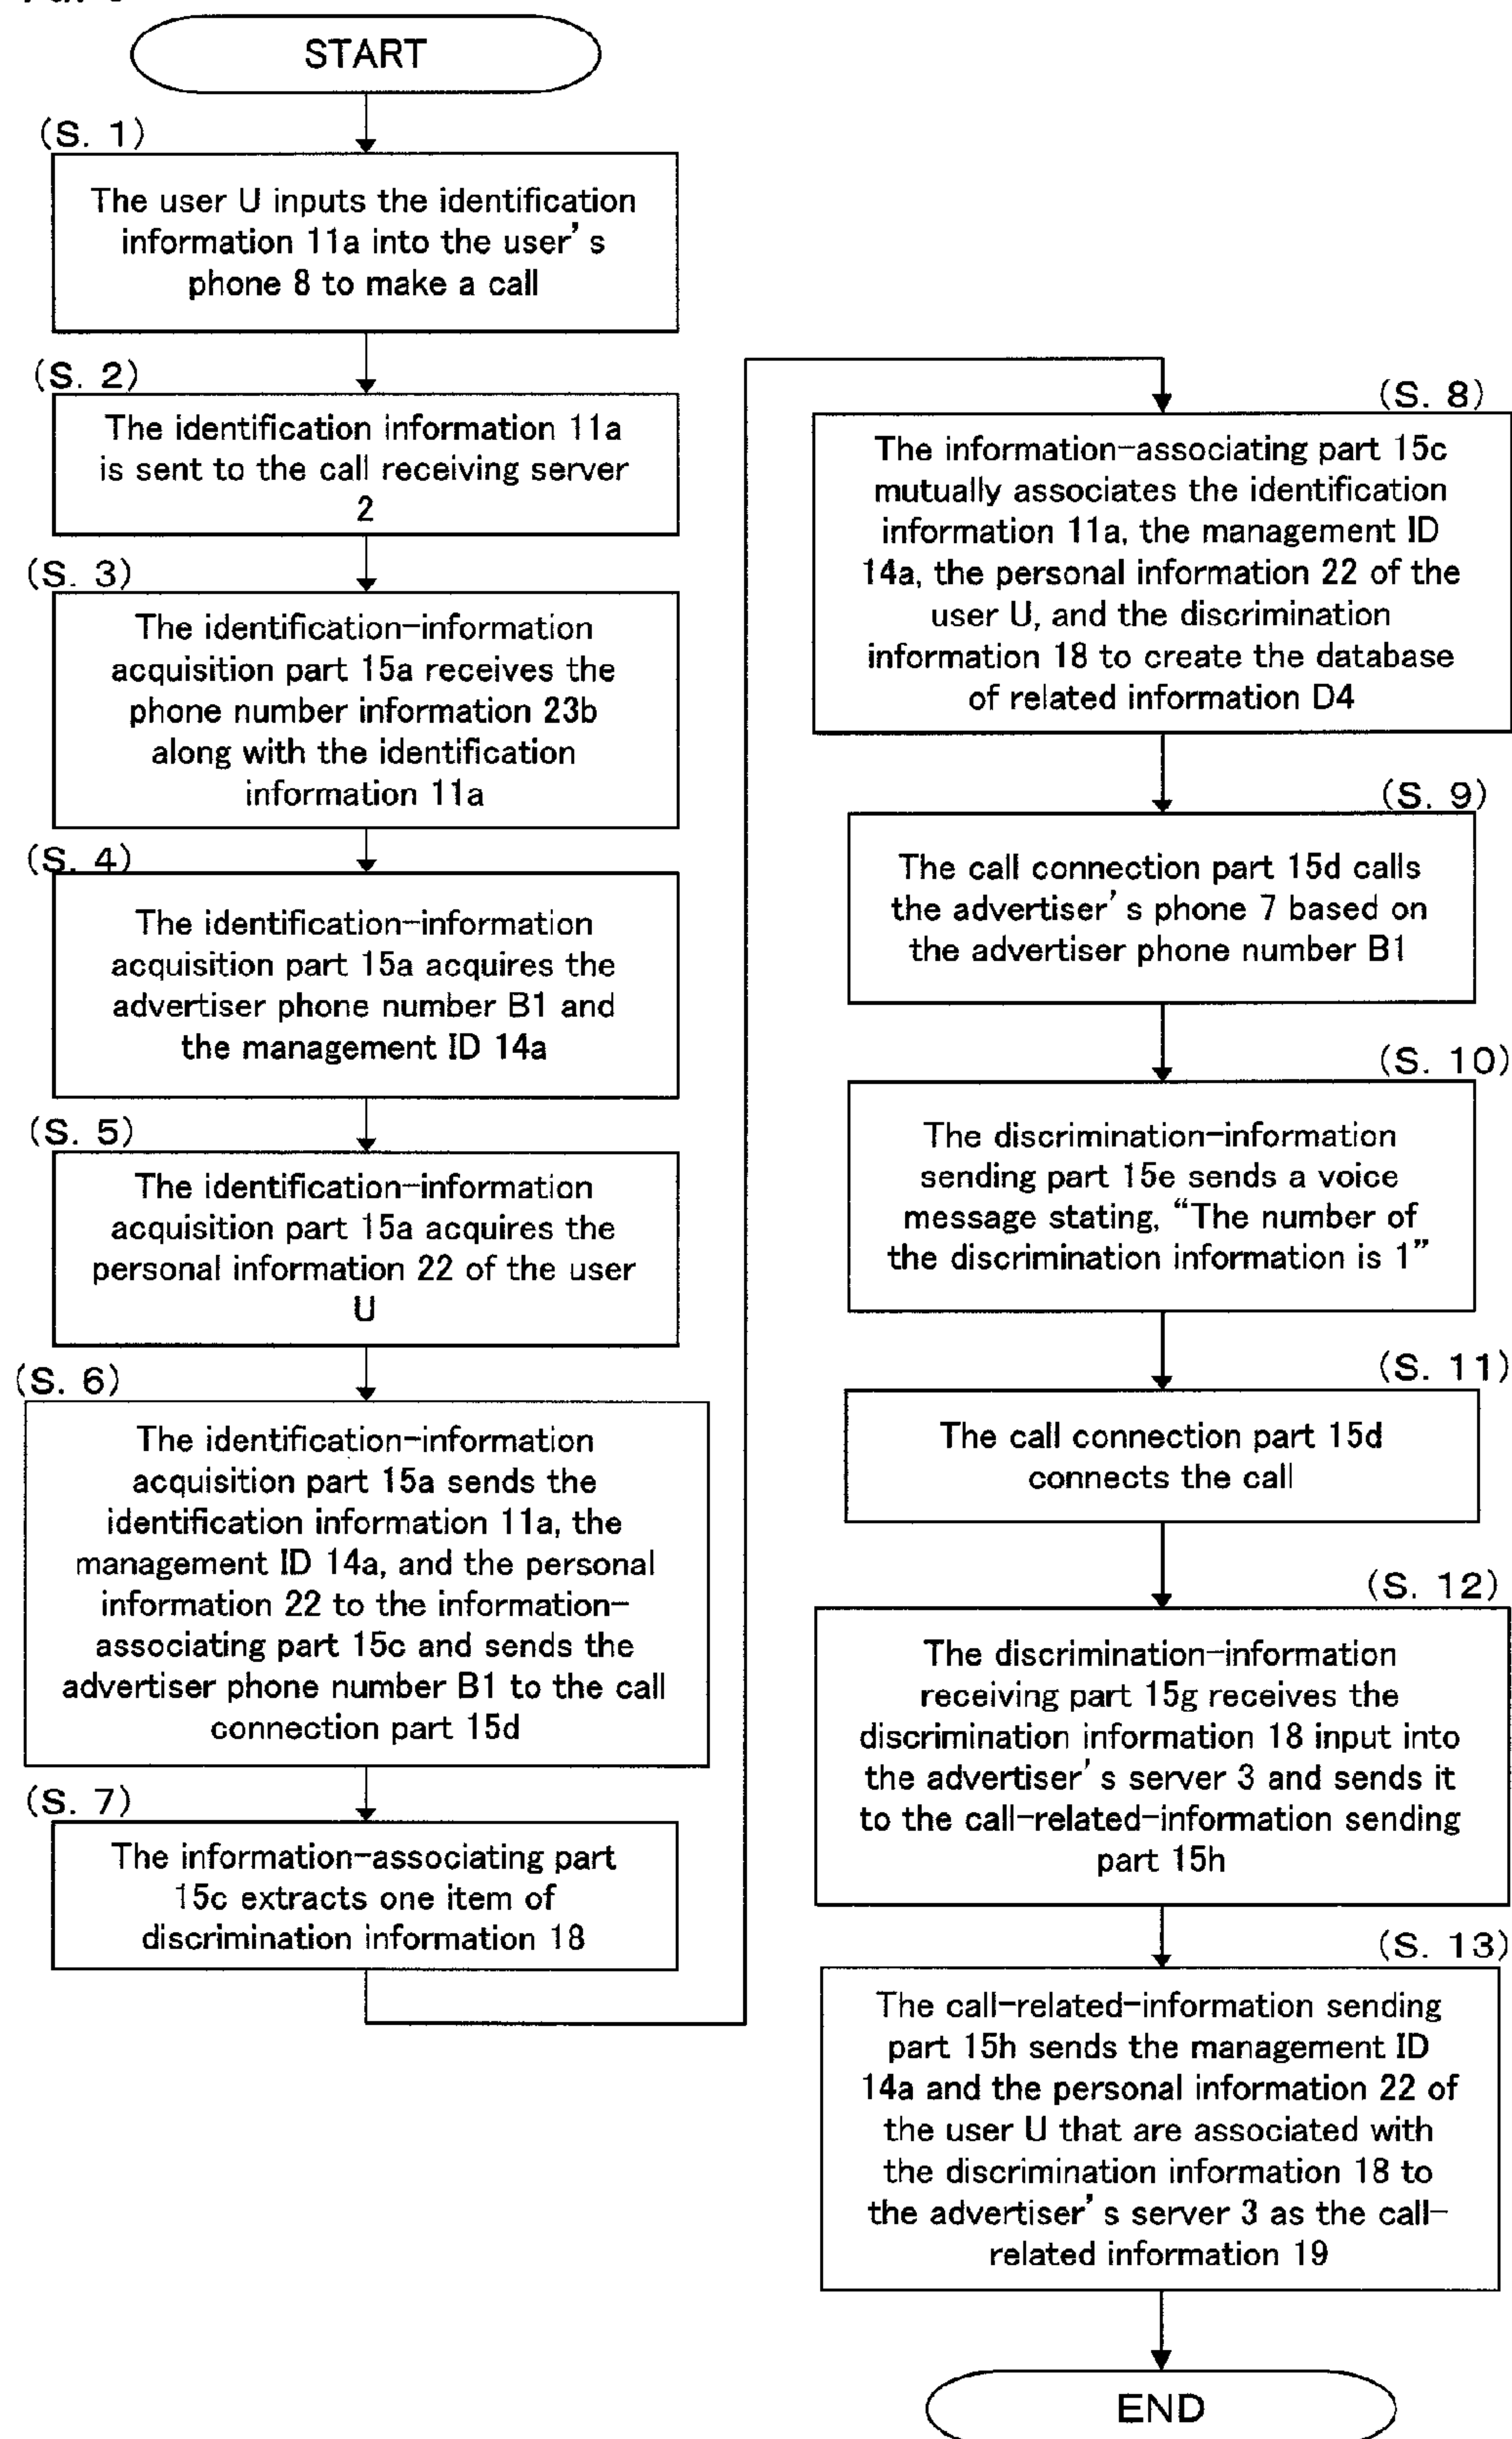 START
(S. 1)
The user U inputs the identification
information 11a into the user's
phone 8 to make a call
(S. 2)
The identification information 11a
is sent to the call receiving server
2
(S. 3)
The identification-information
acquisition part 15a receives the
phone number information 23b
along with the identification
information 11a
(S. 4)
The identification-information
acquisition part 15a acquires the
advertiser phone number B1 and
the management ID 14a
(S. 5)
The identification-information
acquisition part 15a acquires the
personal information 22 of the user
U
(S. 6)
The identification-information
acquisition part 15a sends the
identification information 11a, the
management ID 14a, and the personal
information 22 to the information-
associating part 15c and sends the
advertiser phone number B1 to the call
connection part 15d
(S. 7)
The information-associating part
15c extracts one item of
discrimination information 18
(S. 8)
The information-associating part 15c
mutually associates the identification
information 11a, the management ID
14a, the personal information 22 of the
user U, and the discrimination
information 18 to create the database
of related information D4
(S. 9)
The call connection part 15d calls
the advertiser's phone 7 based on
the advertiser phone number B1
(S. 10)
The discrimination-information
sending part 15e sends a voice
message stating, "The number of
the discrimination information is 1"
(S. 11)
The call connection part 15d
connects the call
(S. 12)
The discrimination-information
receiving part 15g receives the
discrimination information 18 input into
the advertiser's server 3 and sends it
to the call-related-information sending
part 15h
(S. 13)
The call-related-information sending
part 15h sends the management ID
14a and the personal information 22 of
the user U that are associated with
the discrimination information 18 to
the advertiser's server 3 as the call-
related information 19
END